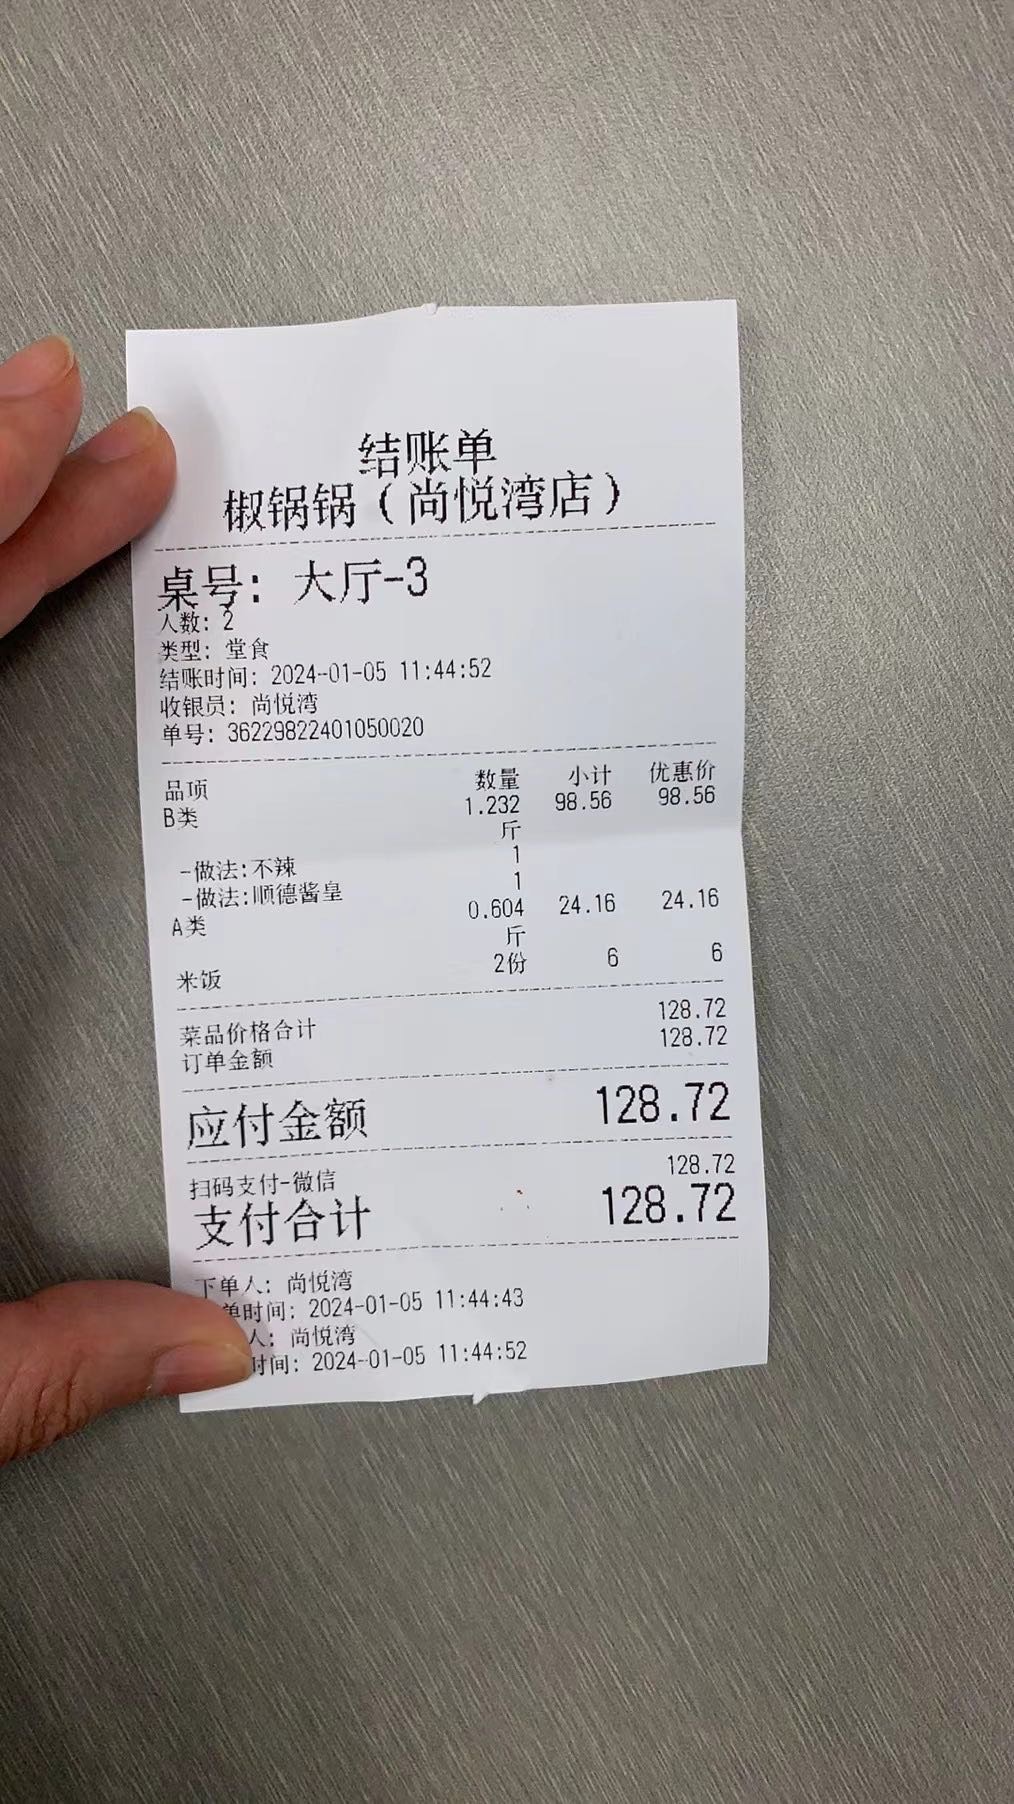 结账单
椒锅锅（尚悦湾店）
桌号：大厅-3
人数：2
类型：堂食
结账时间：2024-01-05 11:44:52
收银员：尚悦湾
单号：36229822401050020
品项 数量 小计 优惠价
B类 1.232 98.56 98.56
斤
-做法:不辣 1
-做法:顺德酱皇 1
A类 0.604 24.16 24.16
斤
米饭 2份 6 6
菜品价格合计 128.72
订单金额 128.72
应付金额 128.72
扫码支付-微信 128.72
支付合计 128.72
下单人：尚悦湾
单时间：2024-01-05 11:44:43
人：尚悦湾
时间：2024-01-05 11:44:52